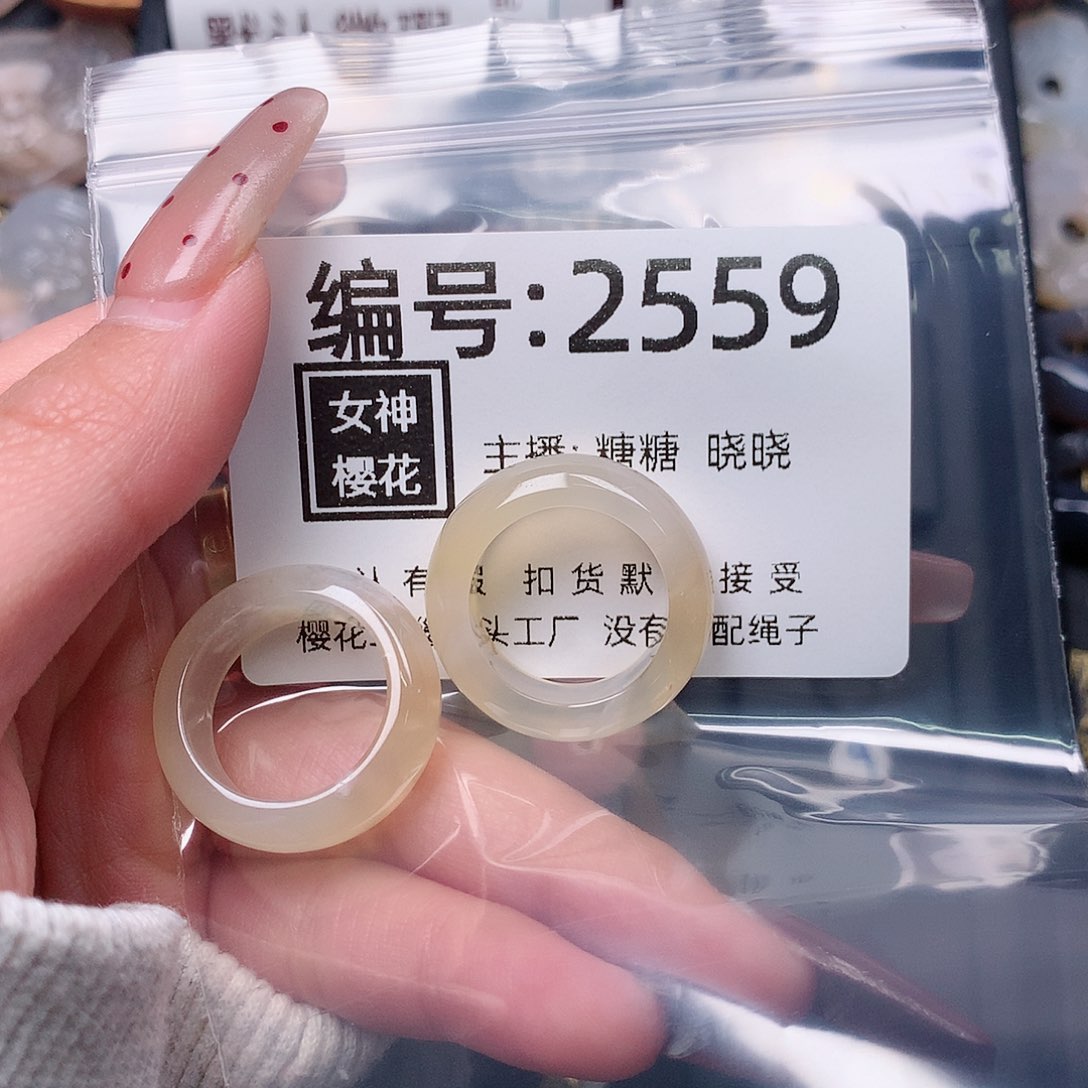 编号:2559
女神
樱花
主播: 糖糖 晓晓
认 有 扣 货 默 接 受
樱花 头工厂 没有 配绳子